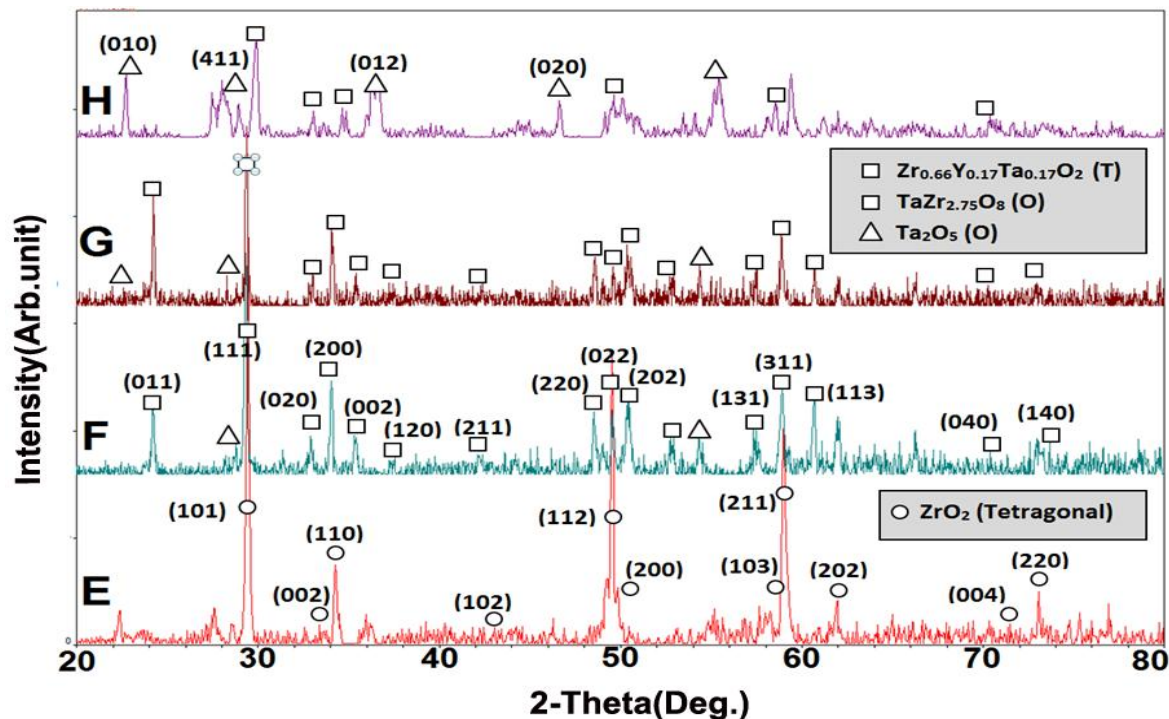 (010)
(411)
(012)
(020)
H
Zr₀.₆₆Y₀.₁₇Ta₀.₁₇O₂ (T)
TaZr₂.₇₅O₈ (O)
Ta₂O₅ (O)
G
(111)
(200)
(022)
(011)
(020)
(002)
(220)
(202)
(311)
(131)
(113)
F
(120)
(211)
(040)
(140)
(101)
(112)
(211)
ZrO₂ (Tetragonal)
(110)
(200)
(103)
(202)
(220)
E
(002)
(102)
(004)
0
20 30 40 50 60 70 80
2-Theta(Deg.)
Intensity(Arb.unit)